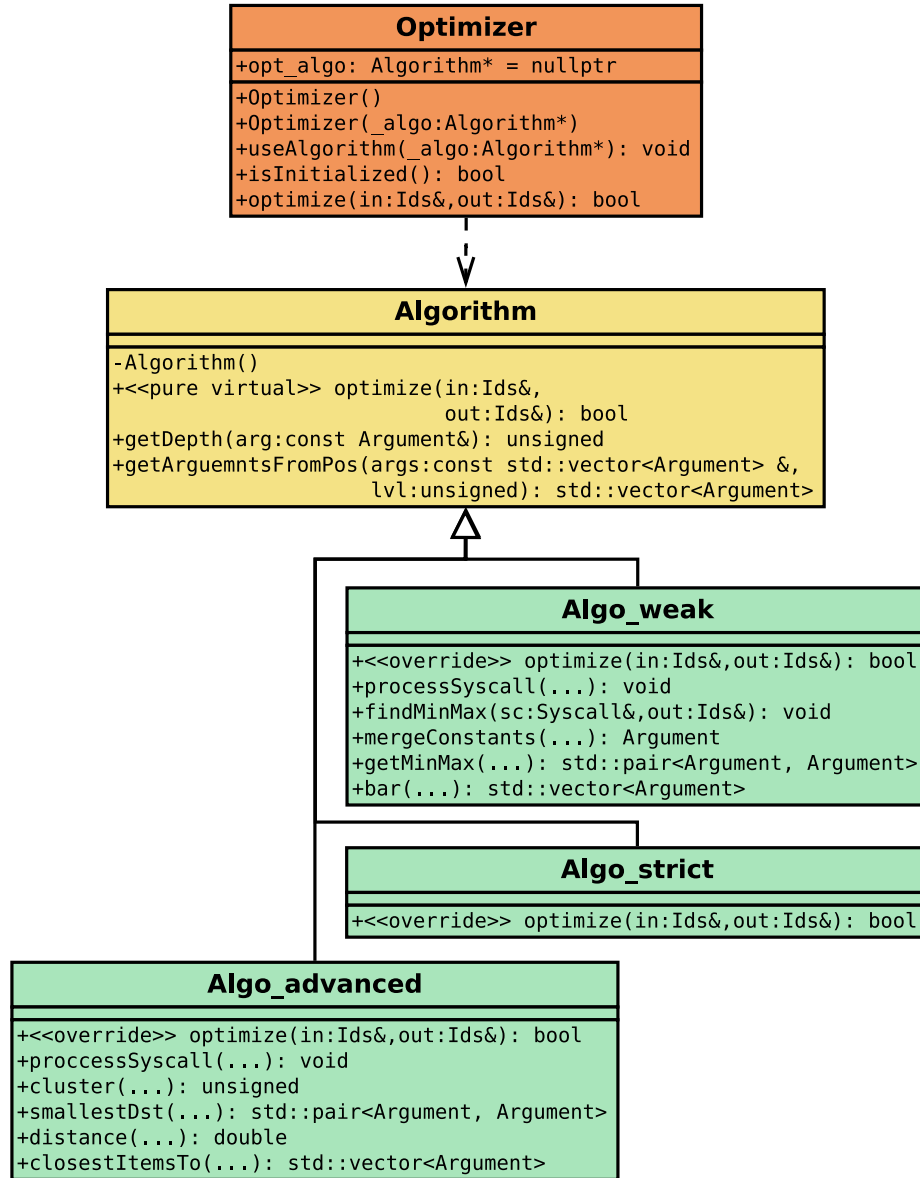 Optimizer
+opt_algo: Algorithm* = nullptr
+Optimizer()
+Optimizer(_algo:Algorithm*)
+useAlgorithm(_algo:Algorithm*): void
+isInitialized(): bool
+optimize(in:Ids&,out:Ids&): bool
Algorithm
-Algorithm()
+<<pure virtual>> optimize(in:Ids&,
out:Ids&): bool
+getDepth(arg:const Argument&): unsigned
+getArguemntsFromPos(args:const std::vector<Argument> &,
lvl:unsigned): std::vector<Argument>
Algo_weak
+<<override>> optimize(in:Ids&,out:Ids&): bool
+processSyscall(...): void
+findMinMax(sc:Syscall&,out:Ids&): void
+mergeConstants(...): Argument
+getMinMax(...): std::pair<Argument, Argument>
+bar(...): std::vector<Argument>
Algo_strict
+<<override>> optimize(in:Ids&,out:Ids&): bool
Algo_advanced
+<<override>> optimize(in:Ids&,out:Ids&): bool
+proccessSyscall(...): void
+cluster(...): unsigned
+smallestDst(...): std::pair<Argument, Argument>
+distance(...): double
+closestItemsTo(...): std::vector<Argument>